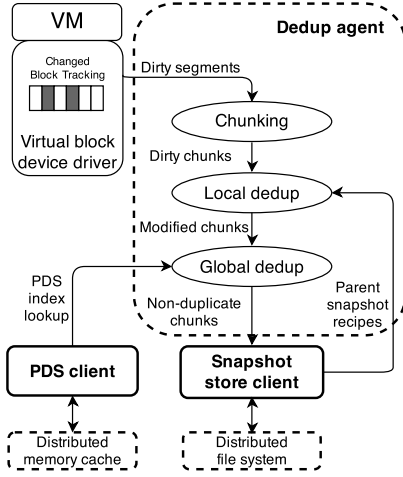 VM
Dedup agent
Changed
Block Tracking
Dirty segments
Chunking
Virtual block
device driver
Dirty chunks
Local dedup
Modified chunks
Global dedup
PDS
index
lookup
Non-duplicate
chunks
Parent
snapshot
recipes
PDS client
Snapshot
store client
Distributed
memory cache
Distributed
file system